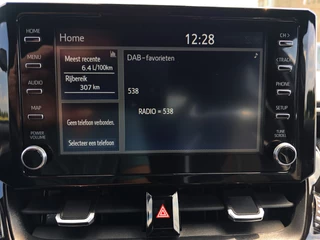 HOME
MENU
AUDIO
MAP
POWER
VOLUME
Home
12:28
Meest recente
6.4 L/100km
Rijbereik
307 km
Geen telefoon verbonden.
Selecteer een telefoon
DAB-favorieten
538
RADIO = 538
CH >
< TRACK
PHONE
SETUP
TUNE
SCROLL